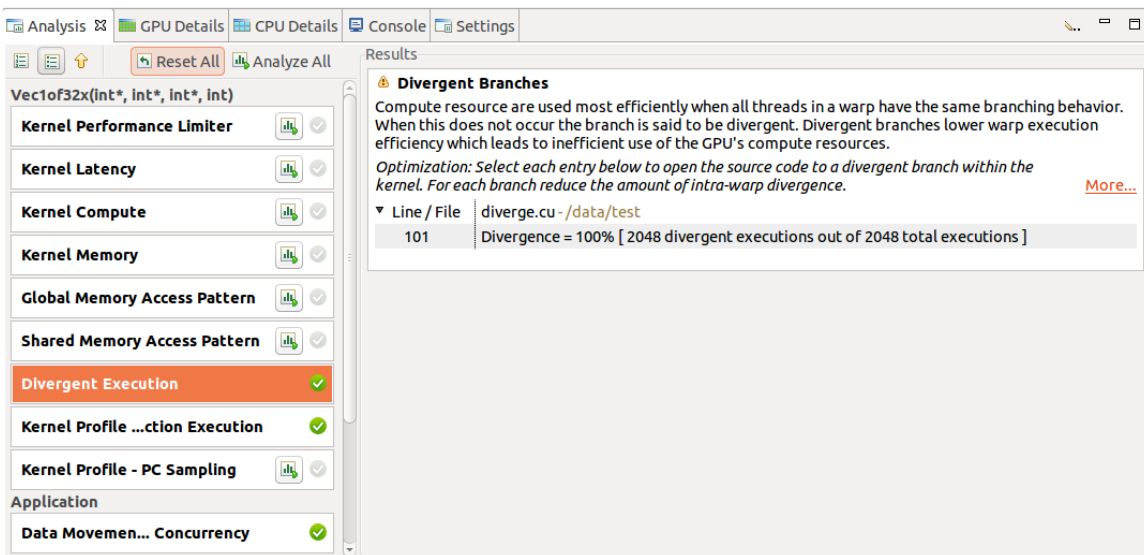 Analysis GPU Details CPU Details Console Settings
Reset All Analyze All
Vec1of32x(int*, int*, int*, int)
Kernel Performance Limiter
Kernel Latency
Kernel Compute
Kernel Memory
Global Memory Access Pattern
Shared Memory Access Pattern
Divergent Execution
Kernel Profile ...ction Execution
Kernel Profile - PC Sampling
Application
Data Movemen... Concurrency
Results
Divergent Branches
Compute resource are used most efficiently when all threads in a warp have the same branching behavior.
When this does not occur the branch is said to be divergent. Divergent branches lower warp execution
efficiency which leads to inefficient use of the GPU's compute resources.
Optimization: Select each entry below to open the source code to a divergent branch within the
kernel. For each branch reduce the amount of intra-warp divergence. More...
Line / File diverge.cu - /data/test
101 Divergence = 100% [ 2048 divergent executions out of 2048 total executions ]